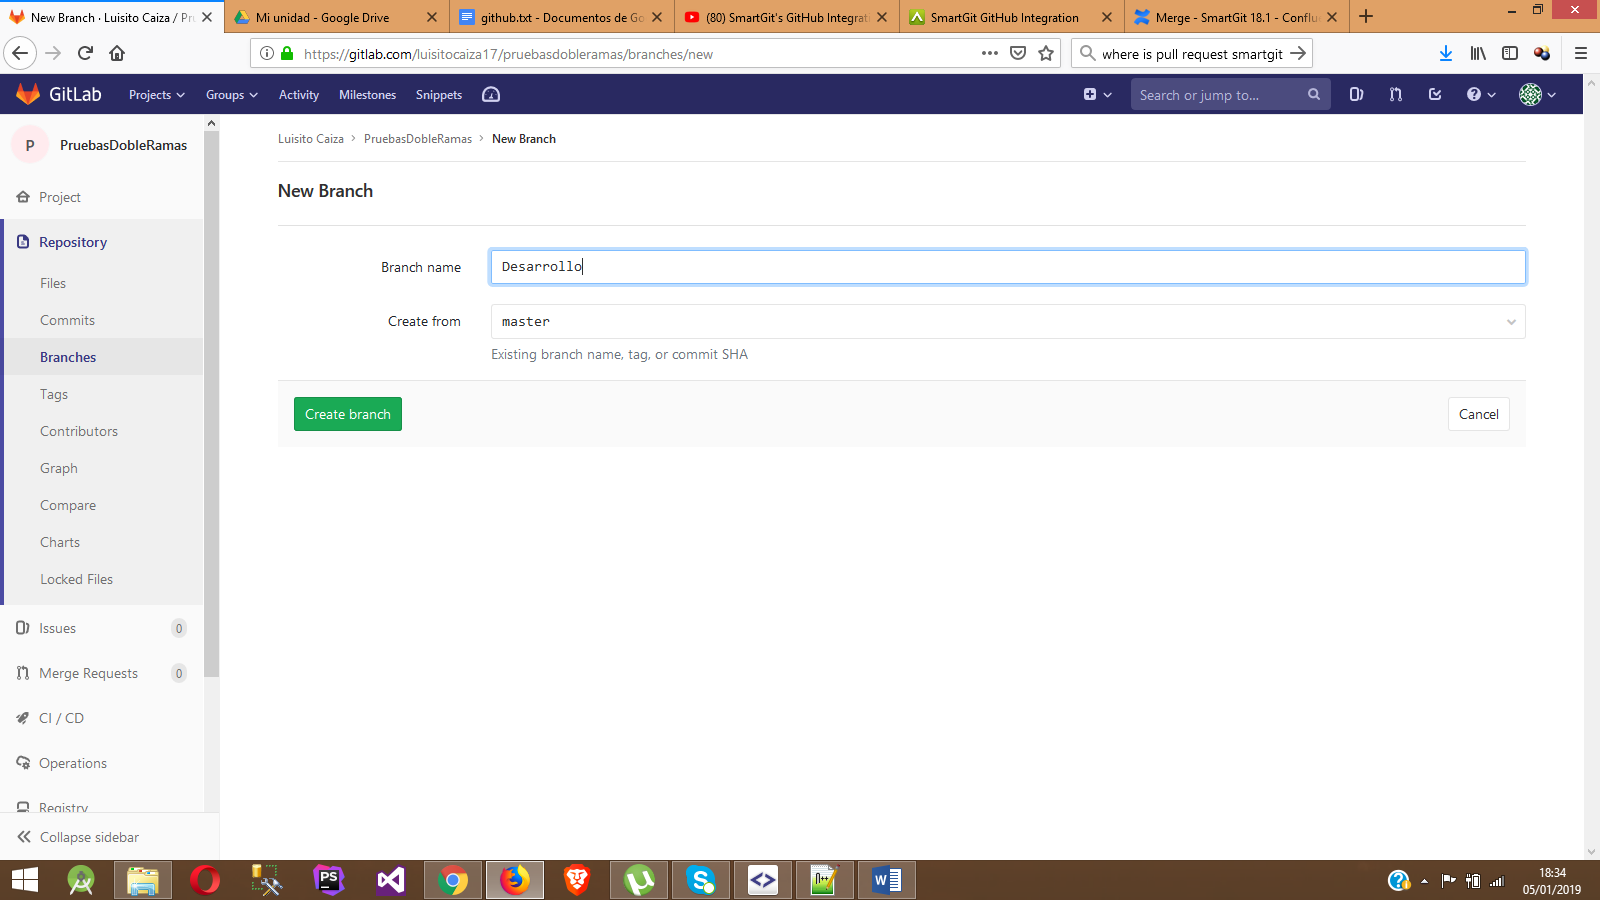 New Branch · Luisito Caiza / Pr
Mi unidad - Google Drive
github.txt - Documentos de Go
(80) SmartGit's GitHub Integrat
SmartGit GitHub Integration
Merge - SmartGit 18.1 - Conflu
https://gitlab.com/luisitocaiza17/pruebasdobleramas/branches/new
where is pull request smartgit
GitLab
Projects
Groups
Activity
Milestones
Snippets
Search or jump to...
P
PruebasDobleRamas
Project
Repository
Files
Commits
Branches
Tags
Contributors
Graph
Compare
Charts
Locked Files
Issues 0
Merge Requests 0
CI / CD
Operations
Registry
Collapse sidebar
Luisito Caiza > PruebasDobleRamas > New Branch
New Branch
Branch name Desarrollo
Create from master
Existing branch name, tag, or commit SHA
Create branch
Cancel
PS
18:34
05/01/2019